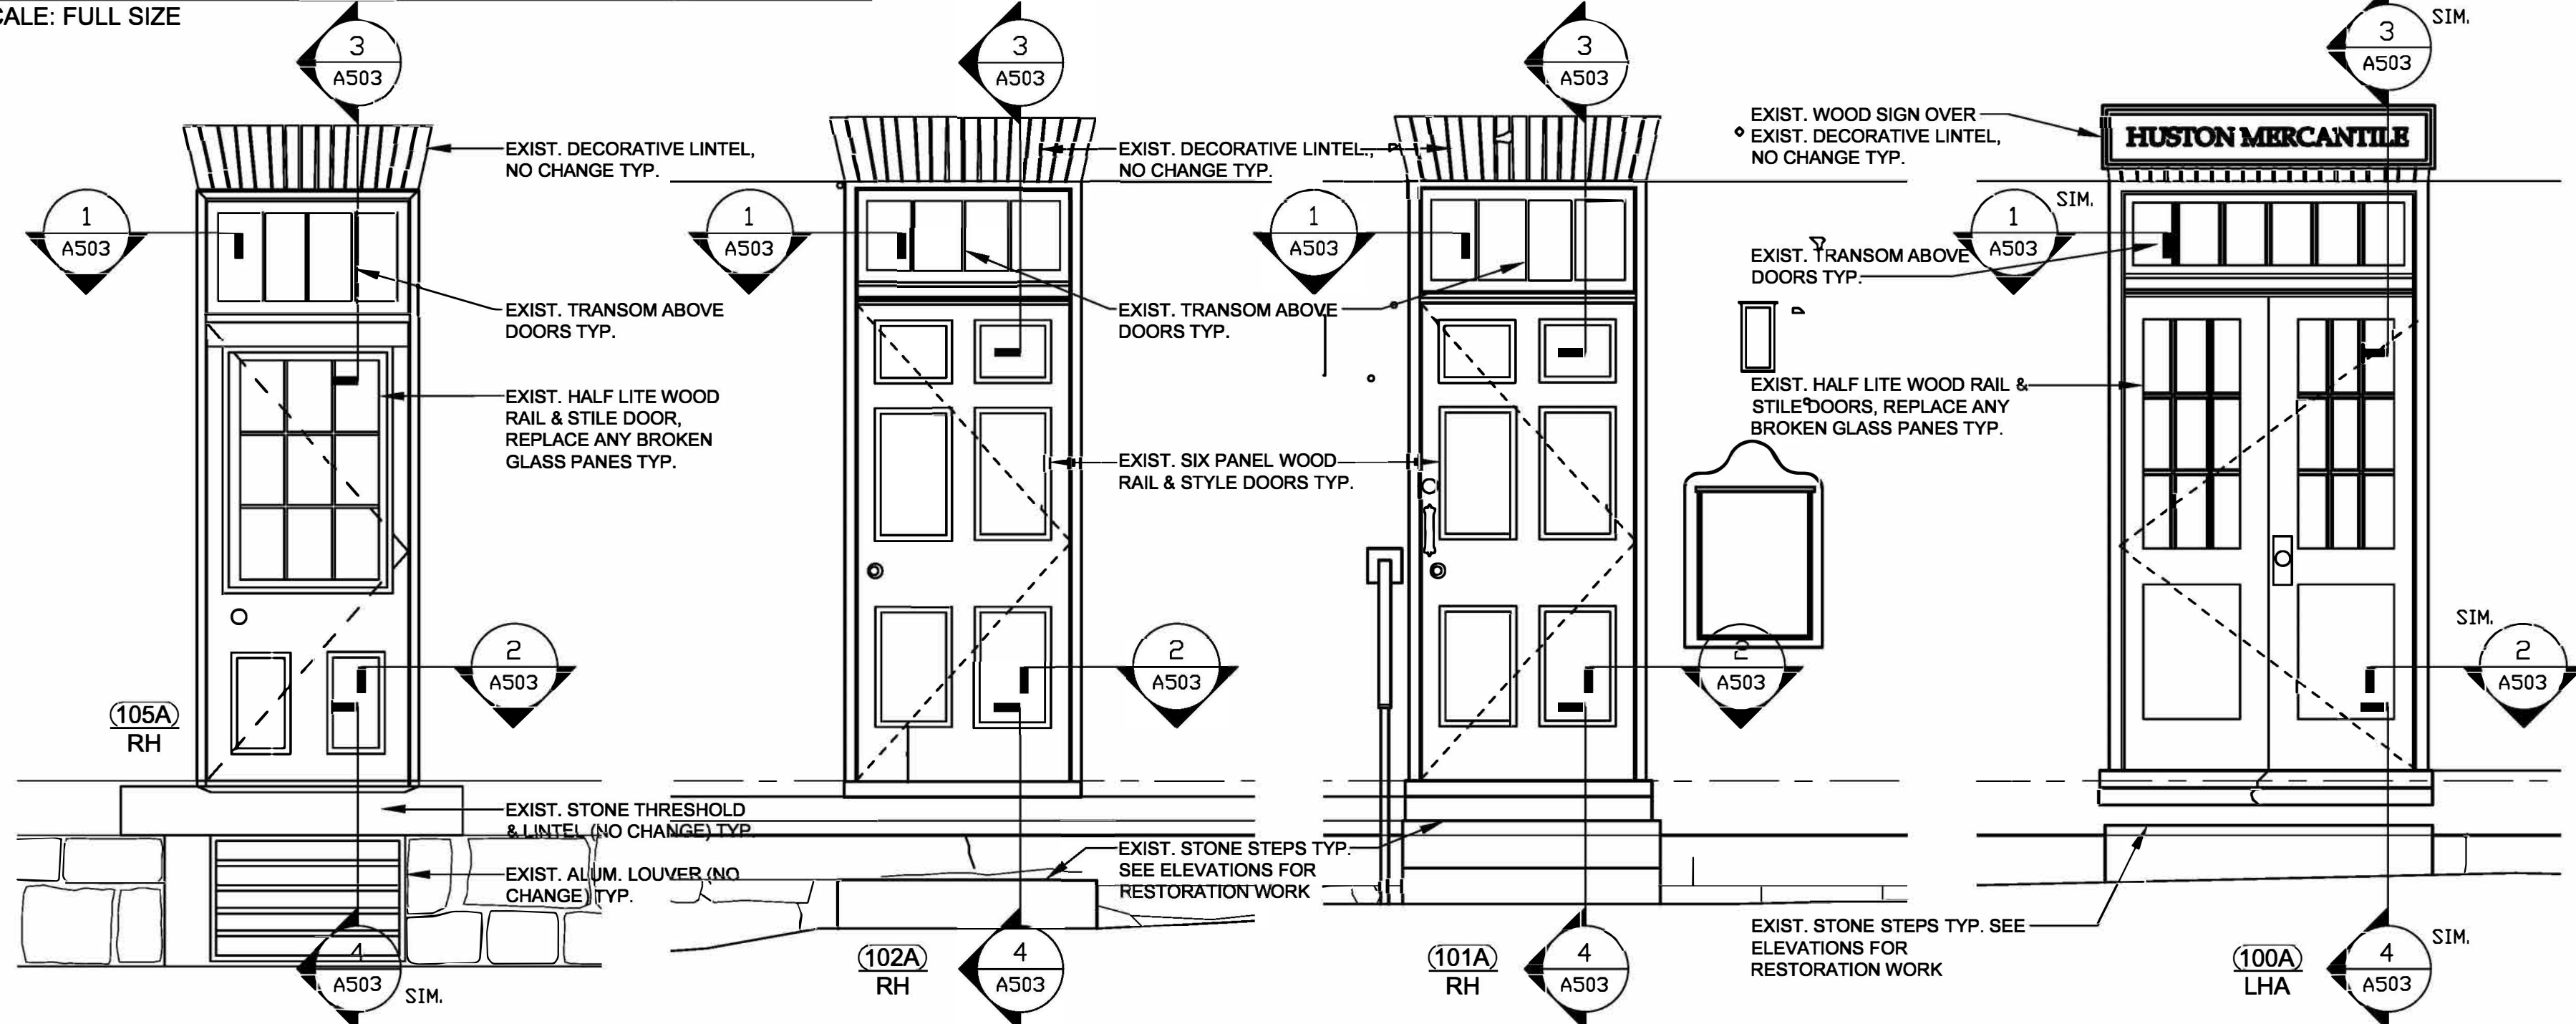 CALE: FULL SIZE
3
A503
3
A503
3
A503
3
A503
SIM.
EXIST. DECORATIVE LINTEL,
NO CHANGE TYP.
EXIST. DECORATIVE LINTEL,
NO CHANGE TYP.
EXIST. WOOD SIGN OVER
EXIST. DECORATIVE LINTEL,
NO CHANGE TYP.
HUSTON MERCANTILE
1
A503
1
A503
1
A503
1
A503
SIM.
EXIST. TRANSOM ABOVE
DOORS TYP.
EXIST. TRANSOM ABOVE
DOORS TYP.
EXIST. TRANSOM ABOVE
DOORS TYP.
EXIST. HALF LITE WOOD
RAIL & STILE DOOR,
REPLACE ANY BROKEN
GLASS PANES TYP.
EXIST. SIX PANEL WOOD
RAIL & STYLE DOORS TYP.
EXIST. HALF LITE WOOD RAIL &
STILE DOORS, REPLACE ANY
BROKEN GLASS PANES TYP.
2
A503
2
A503
2
A503
2
A503
SIM.
105A
RH
EXIST. STONE THRESHOLD
& LINTEL (NO CHANGE) TYP.
EXIST. ALUM. LOUVER (NO
CHANGE) TYP.
EXIST. STONE STEPS TYP.
SEE ELEVATIONS FOR
RESTORATION WORK
EXIST. STONE STEPS TYP. SEE
ELEVATIONS FOR
RESTORATION WORK
4
A503
SIM.
102A
RH
4
A503
101A
RH
4
A503
100A
LHA
4
A503
SIM.